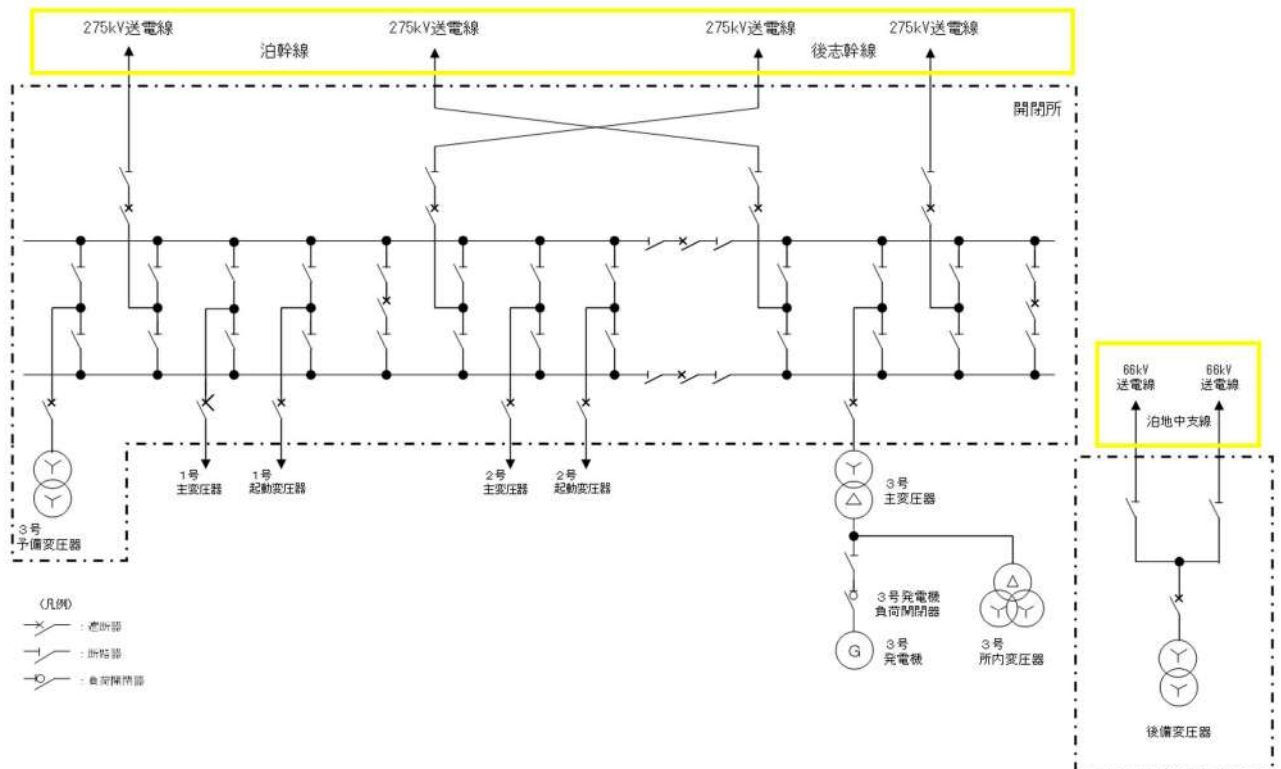 275kV送電線
275kV送電線
275kV送電線
275kV送電線
泊幹線
後志幹線
開閉所
66kV
送電線
66kV
送電線
泊地中支線
1号
主変圧器
1号
起動変圧器
2号
主変圧器
2号
起動変圧器
3号
主変圧器
3号
予備変圧器
3号発電機
負荷開閉器
G
3号
発電機
3号
所内変圧器
後備変圧器
(凡例)
:遮断器
:断路器
:負荷開閉器